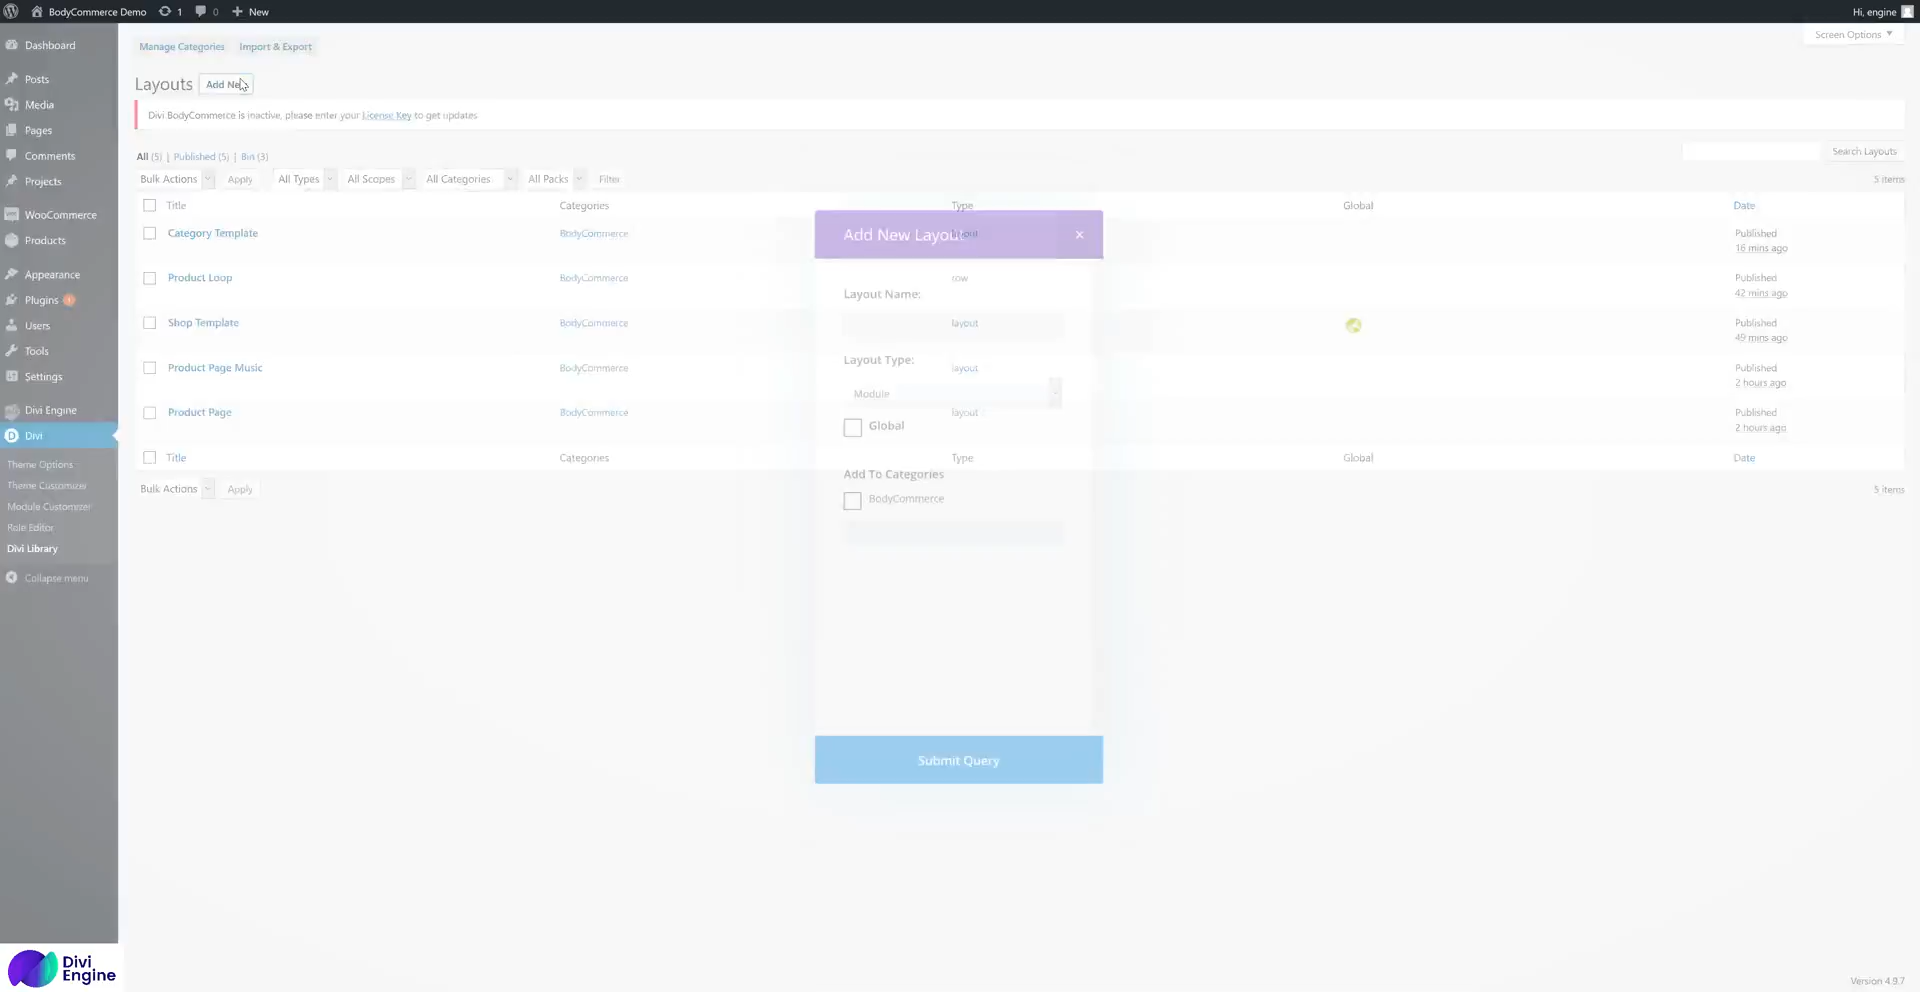 BodyCommerce Demo 1 0 + New Hi, engine
Dashboard
Posts
Media
Pages
Comments
Projects
WooCommerce
Products
Appearance
Plugins 1
Users
Tools
Settings
Divi Engine
D Divi
Theme Options
Theme Customizer
Module Customizer
Role Editor
Divi Library
Collapse menu
Divi
Engine
Manage Categories Import & Export
Screen Options
Layouts Add New
Divi BodyCommerce is inactive, please enter your License Key to get updates
All (5) | Published (5) | Bin (3)
Search Layouts
Bulk Actions Apply All Types All Scopes All Categories All Packs Filter 5 items
Title Categories Type Global Date
Category Template BodyCommerce layout Published
16 mins ago
Product Loop BodyCommerce row Published
42 mins ago
Shop Template BodyCommerce layout Published
49 mins ago
Product Page Music BodyCommerce layout Published
2 hours ago
Product Page BodyCommerce layout Published
2 hours ago
Title Categories Type Global Date
Bulk Actions Apply 5 items
Add New Layout ×
Layout Name:
Layout Type:
Module
Global
Add To Categories
BodyCommerce
Submit Query
Version 4.9.7